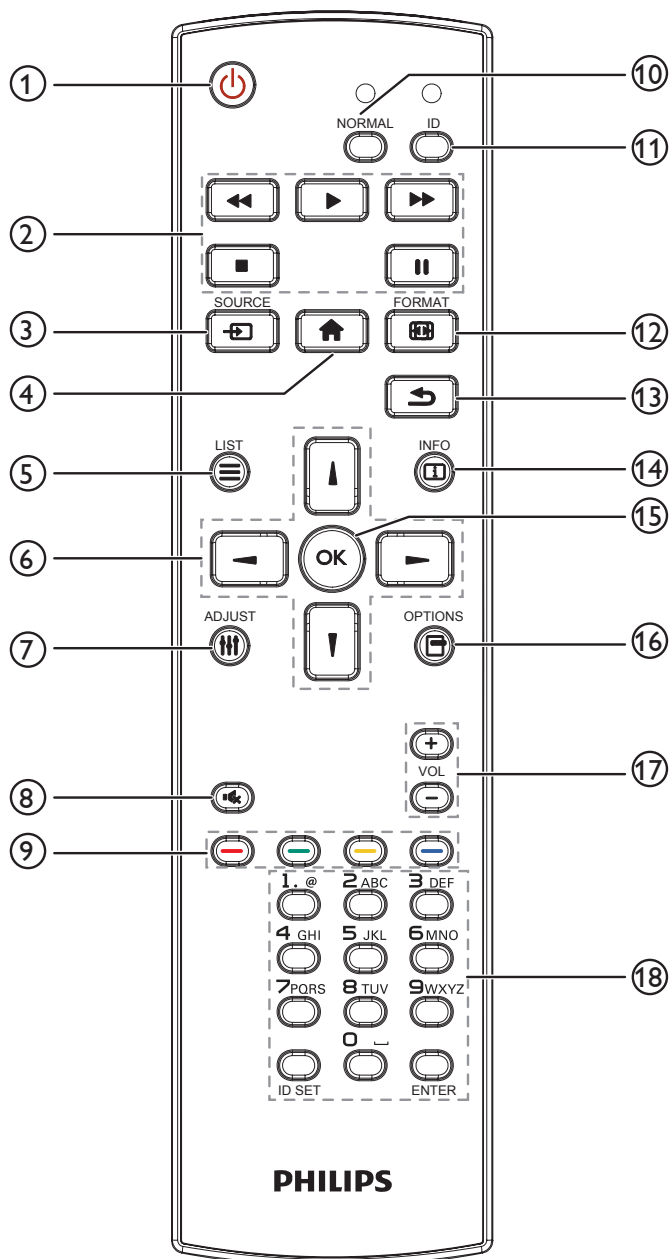 1
10
NORMAL ID
11
2
SOURCE FORMAT
3
12
4
13
LIST INFO
5
14
15
OK
6
ADJUST OPTIONS
7
16
+
VOL
17
−
8
9
1. @ 2 ABC 3 DEF
4 GHI 5 JKL 6 MNO
18
7 PQRS 8 TUV 9 WXYZ
0 ⎵
ID SET ENTER
PHILIPS